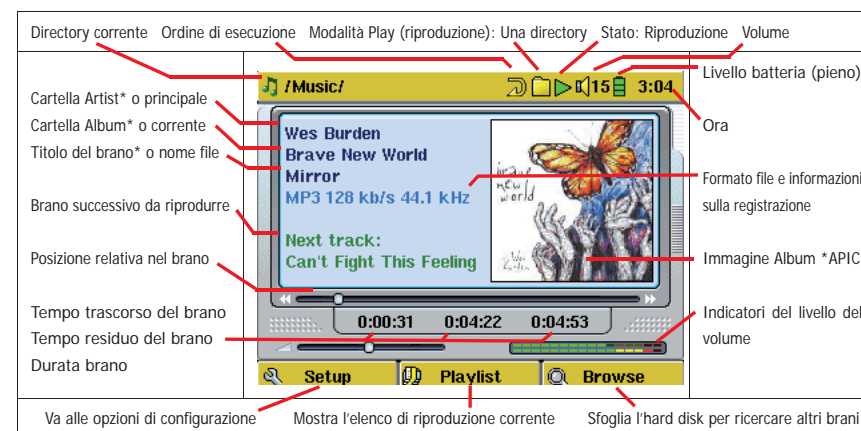 Directory corrente Ordine di esecuzione Modalità Play (riproduzione): Una directory Stato: Riproduzione Volume
/Music/ 15 3:04
Livello batteria (pieno)
Cartella Artist* o principale
Cartella Album* o corrente
Titolo del brano* o nome file
Brano successivo da riprodurre
Posizione relativa nel brano
Tempo trascorso del brano
Tempo residuo del brano
Durata brano
Wes Burden
Brave New World
Mirror
MP3 128 kb/s 44.1 kHz
Next track:
Can't Fight This Feeling
brave
new
world
0:00:31 0:04:22 0:04:53
Setup Playlist Browse
Ora
Formato file e informazioni
sulla registrazione
Immagine Album *APIC
Indicatori del livello del
volume
Va alle opzioni di configurazione Mostra l'elenco di riproduzione corrente Sfoglia l'hard disk per ricercare altri brani